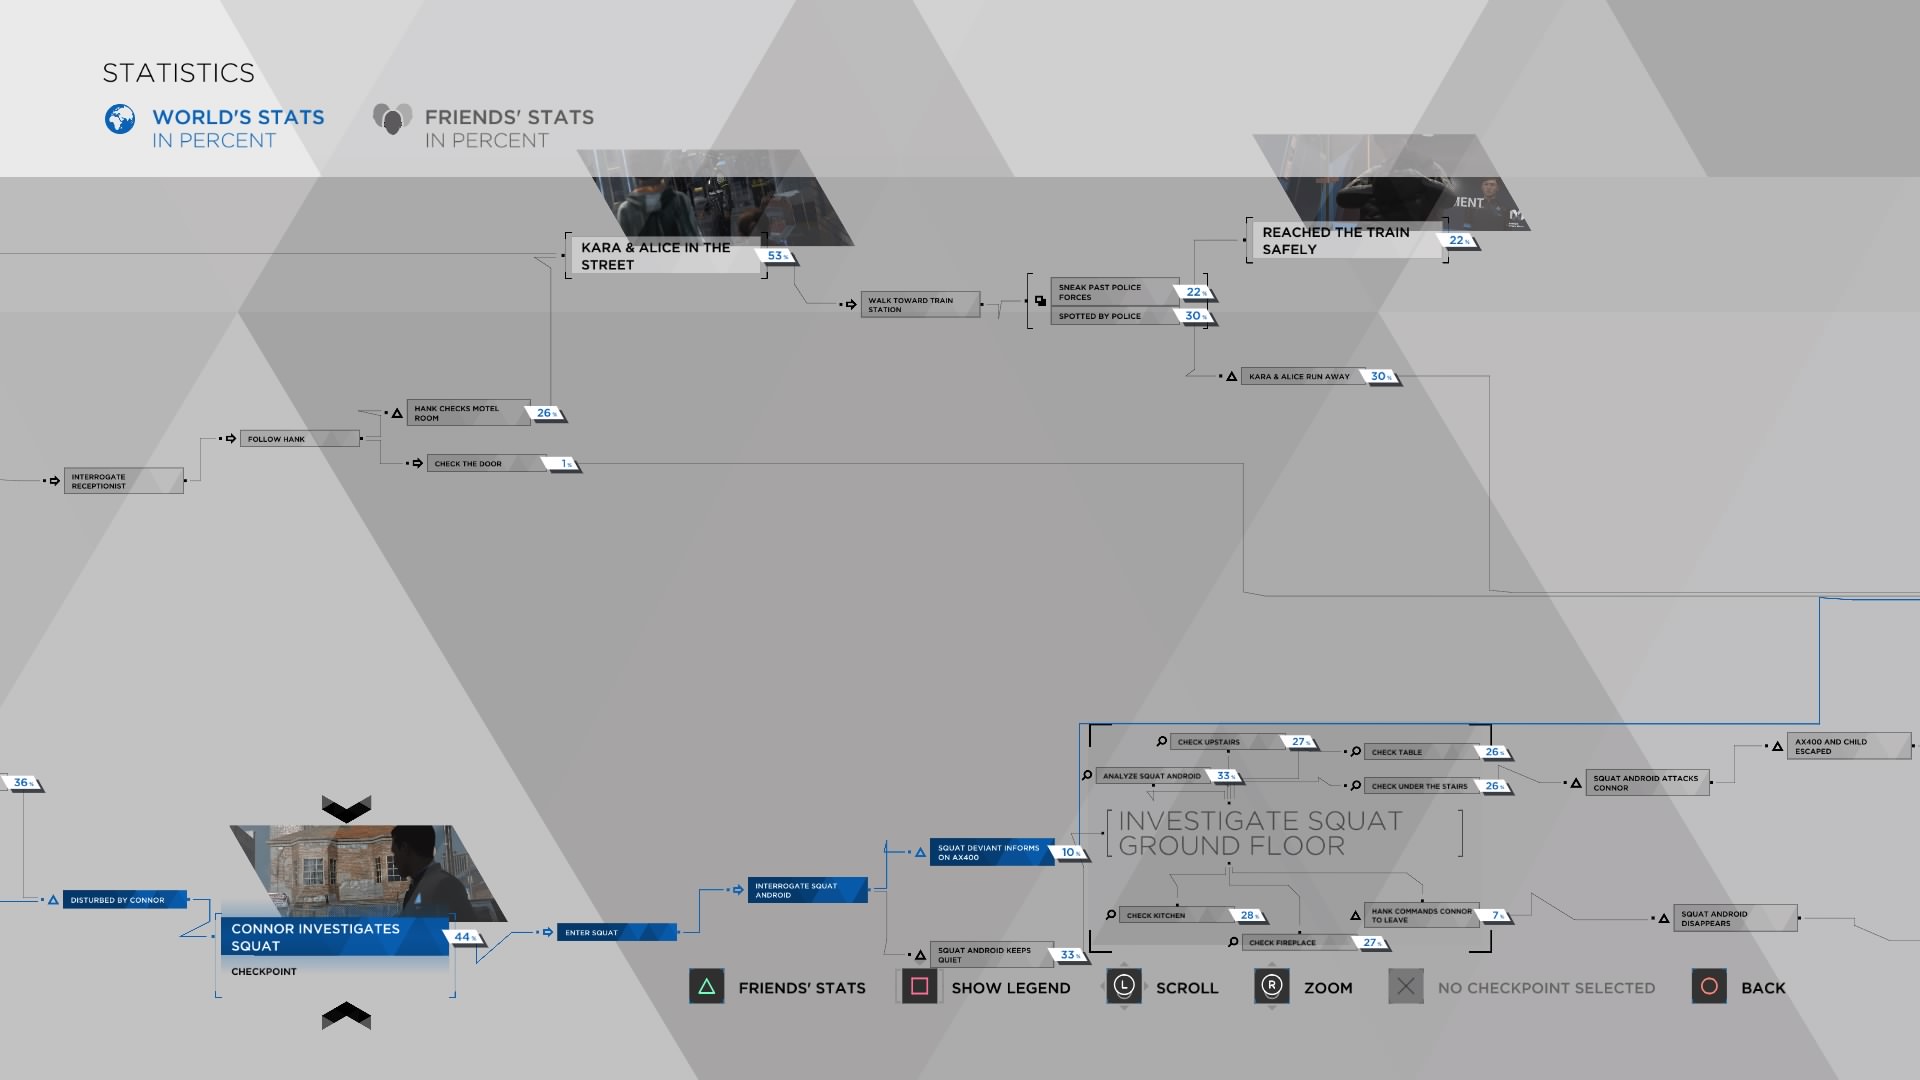 STATISTICS
WORLD'S STATS
IN PERCENT
FRIENDS' STATS
IN PERCENT
MENT
KARA & ALICE IN THE
STREET
53%
REACHED THE TRAIN
SAFELY
22%
WALK TOWARD TRAIN
STATION
SNEAK PAST POLICE
FORCES
22%
SPOTTED BY POLICE
30%
KARA & ALICE RUN AWAY
30%
HANK CHECKS MOTEL
ROOM
26%
FOLLOW HANK
CHECK THE DOOR
1%
INTERROGATE
RECEPTIONIST
36%
DISTURBED BY CONNOR
CONNOR INVESTIGATES
SQUAT
44%
CHECKPOINT
ENTER SQUAT
INTERROGATE SQUAT
ANDROID
SQUAT DEVIANT INFORMS
ON AX400
10%
SQUAT ANDROID KEEPS
QUIET
33%
CHECK UPSTAIRS
27%
CHECK TABLE
26%
ANALYZE SQUAT ANDROID
33%
CHECK UNDER THE STAIRS
26%
INVESTIGATE SQUAT
GROUND FLOOR
CHECK KITCHEN
28%
HANK COMMANDS CONNOR
TO LEAVE
7%
CHECK FIREPLACE
27%
SQUAT ANDROID ATTACKS
CONNOR
AX400 AND CHILD
ESCAPED
SQUAT ANDROID
DISAPPEARS
FRIENDS' STATS
SHOW LEGEND
L
SCROLL
R
ZOOM
NO CHECKPOINT SELECTED
BACK